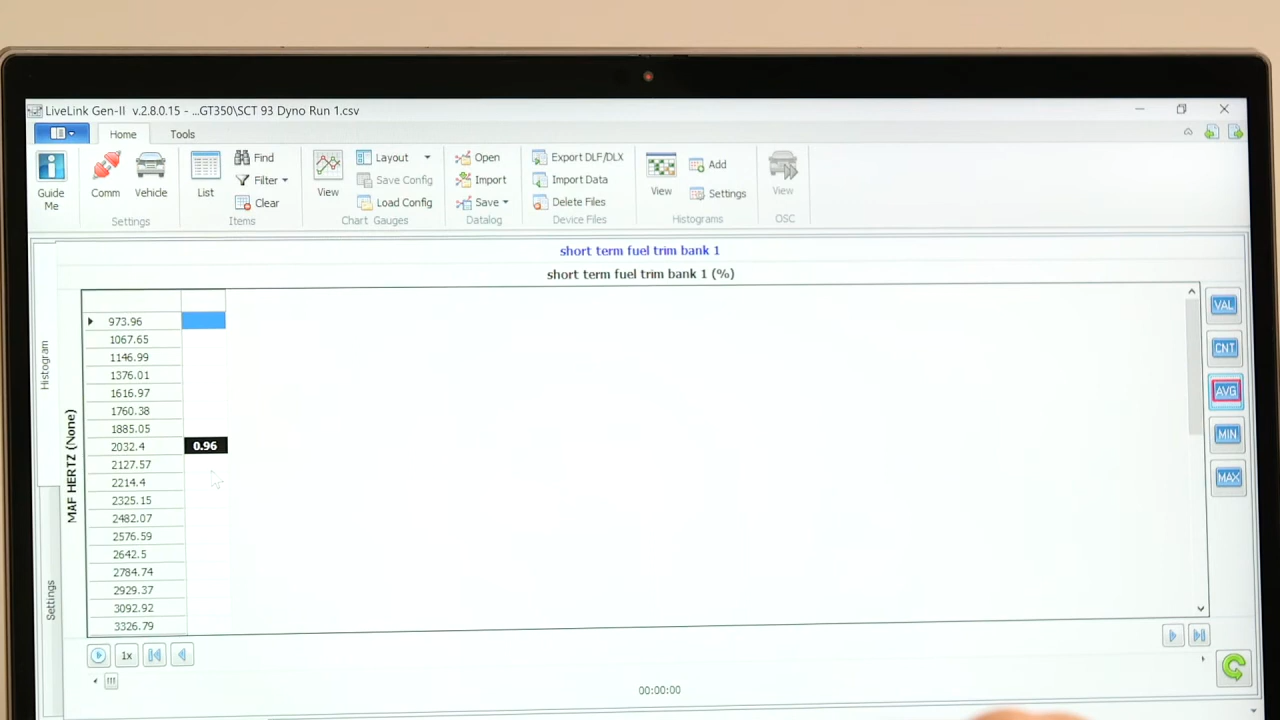 LiveLink Gen-II v.2.8.0.15 - ...GT350\SCT 93 Dyno Run 1.csv
Home Tools
Guide Me
Comm
Vehicle
Settings
List
Find
Filter
Clear
Items
View
Layout
Save Config
Load Config
Chart Gauges
Open
Import
Save
Datalog
Export DLF/DLX
Import Data
Delete Files
Device Files
View
Add
Settings
Histograms
View
OSC
short term fuel trim bank 1
short term fuel trim bank 1 (%)
Histogram
Settings
MAF HERTZ (None)
973.96
1067.65
1146.99
1376.01
1616.97
1760.38
1885.05
2032.4 0.96
2127.57
2214.4
2325.15
2482.07
2576.59
2642.5
2784.74
2929.37
3092.92
3326.79
VAL
CNT
AVG
MIN
MAX
1x
00:00:00